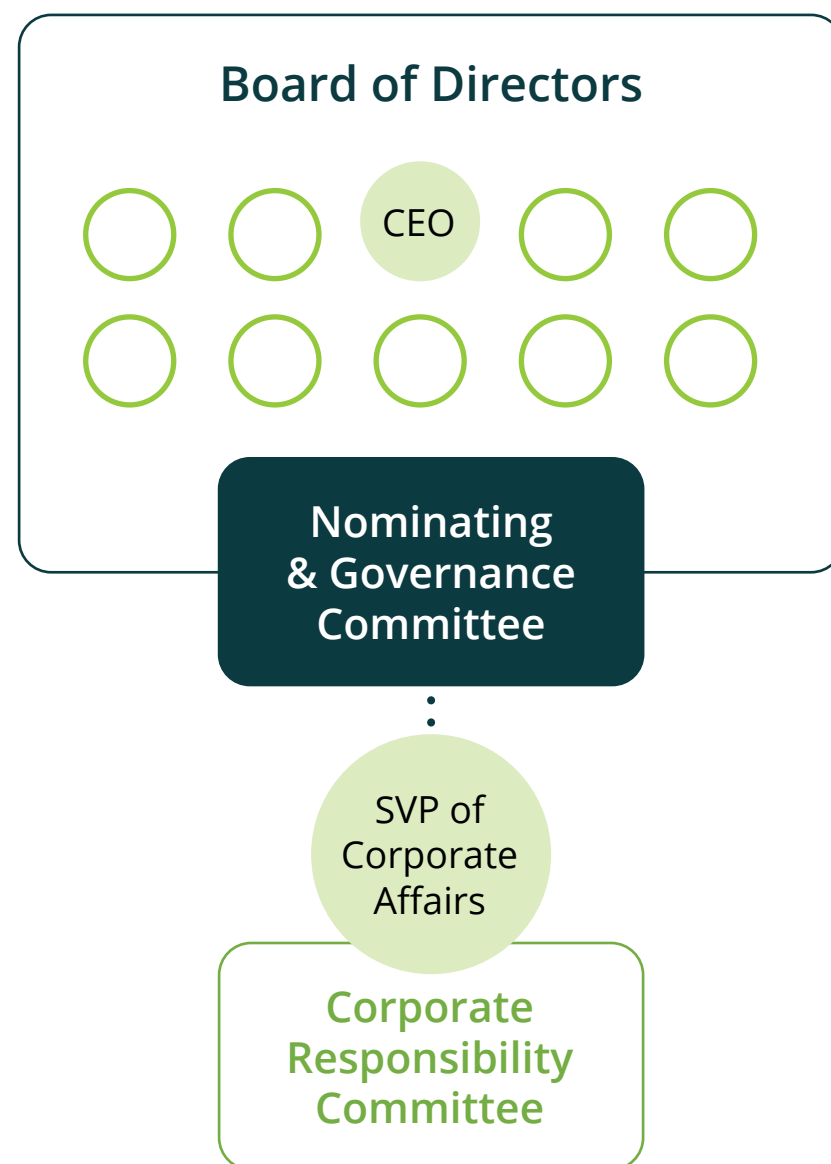 Board of Directors
CEO
Nominating
& Governance
Committee
SVP of
Corporate
Affairs
Corporate
Responsibility
Committee